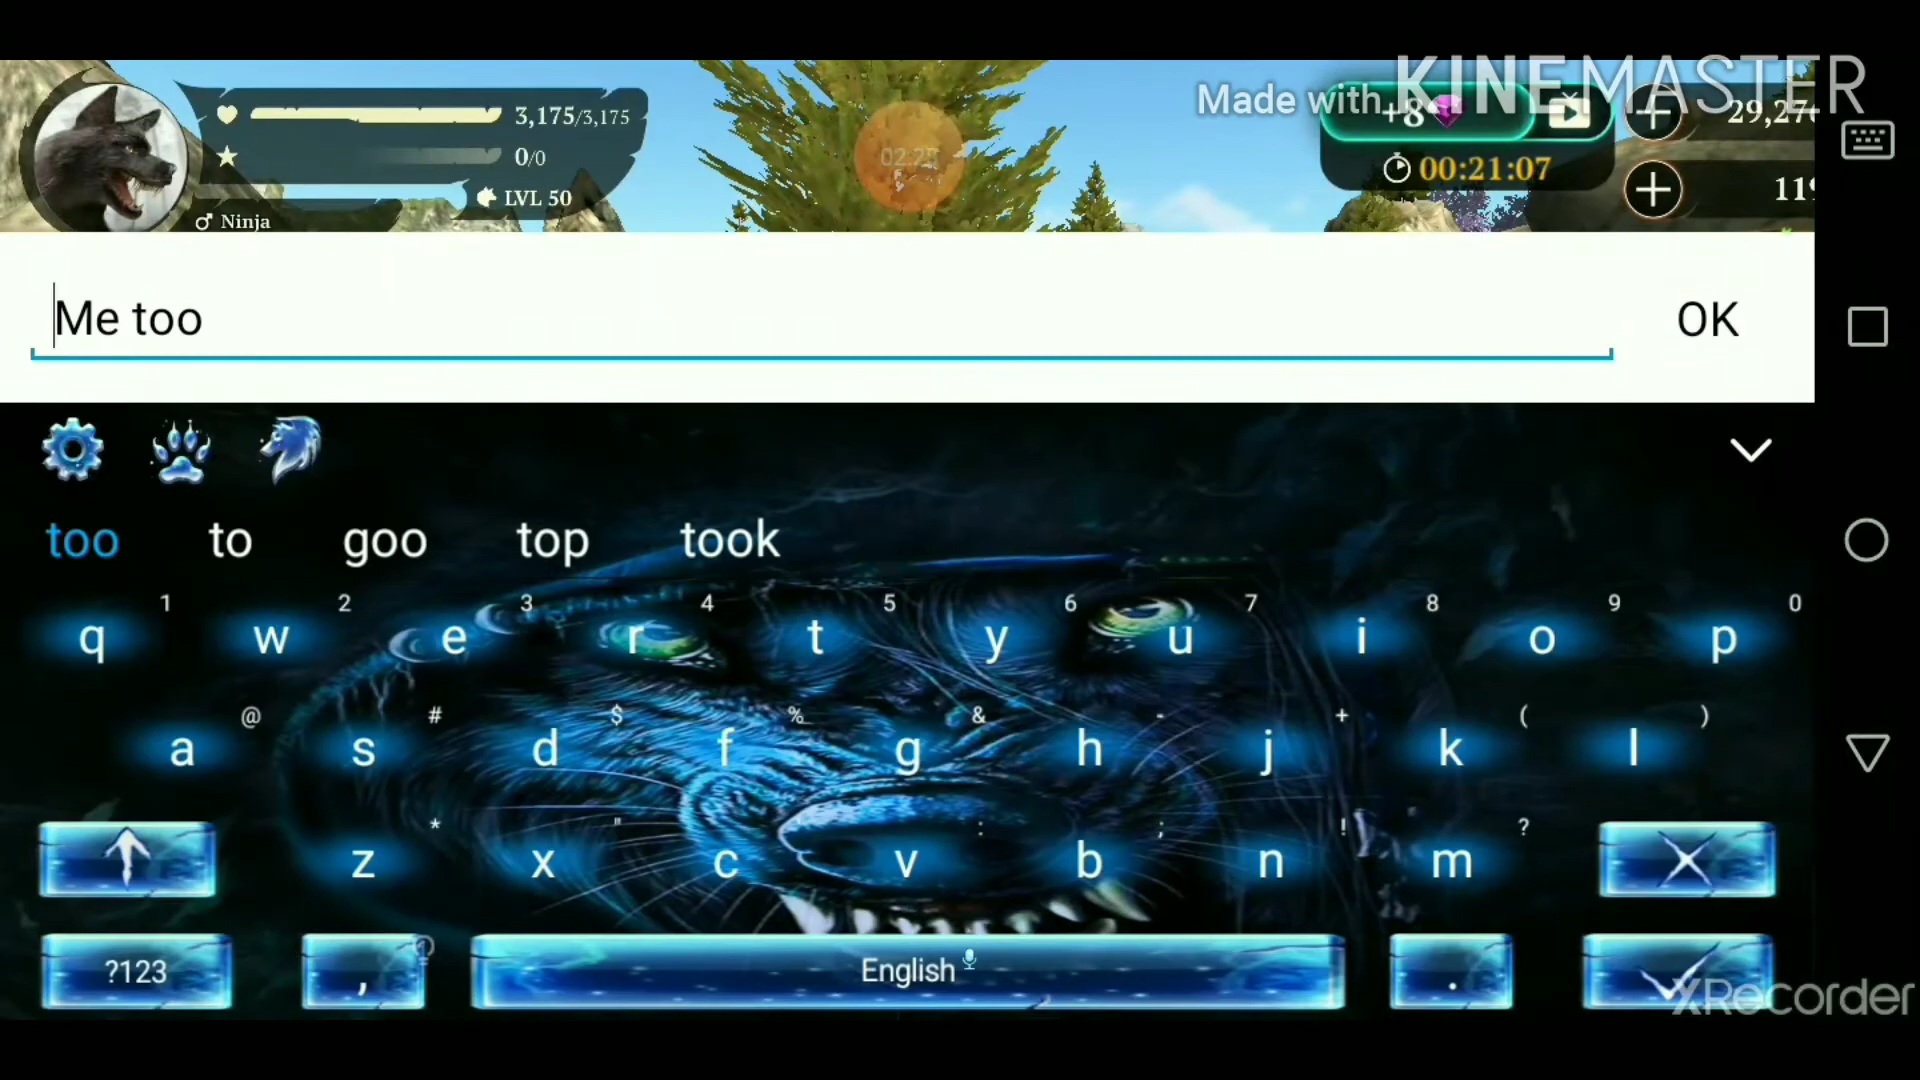 Made with KINEMASTER
3,175/3,175
0/0
LVL 50
♂ Ninja
+8
00:21:07
Me too
OK
too to goo top took
1 2 3 4 5 6 7 8 9 0
q w e r t y u i o p
@ # $ % & - + ( )
a s d f g h j k l
* " : ; ! ?
z x c v b n m
?123 , English .
XRecorder